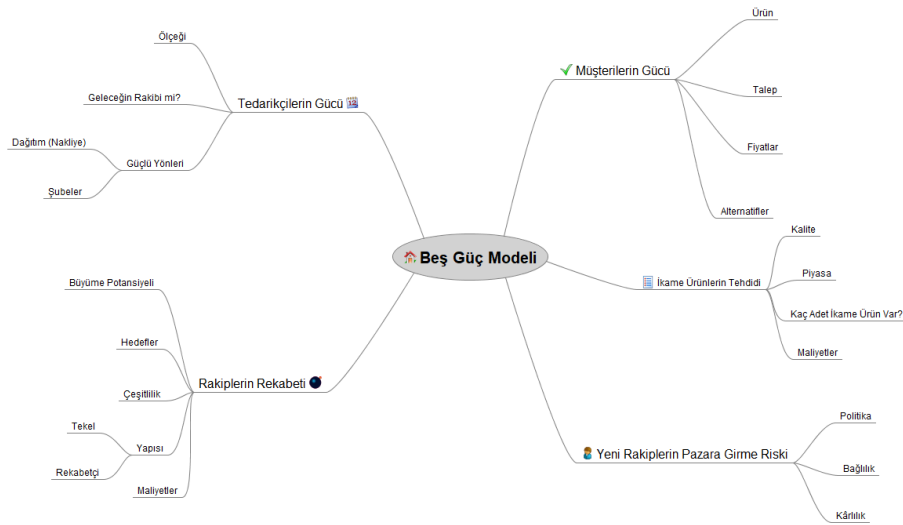 Beş Güç Modeli
Tedarikçilerin Gücü
Ölçeği
Geleceğin Rakibi mi?
Güçlü Yönleri
Dağıtım (Nakliye)
Şubeler
Rakiplerin Rekabeti
Büyüme Potansiyeli
Hedefler
Çeşitlilik
Yapısı
Tekel
Rekabetçi
Maliyetler
Müşterilerin Gücü
Ürün
Talep
Fiyatlar
Alternatifler
İkame Ürünlerin Tehdidi
Kalite
Piyasa
Kaç Adet İkame Ürün Var?
Maliyetler
Yeni Rakiplerin Pazara Girme Riski
Politika
Bağlılık
Kârlılık